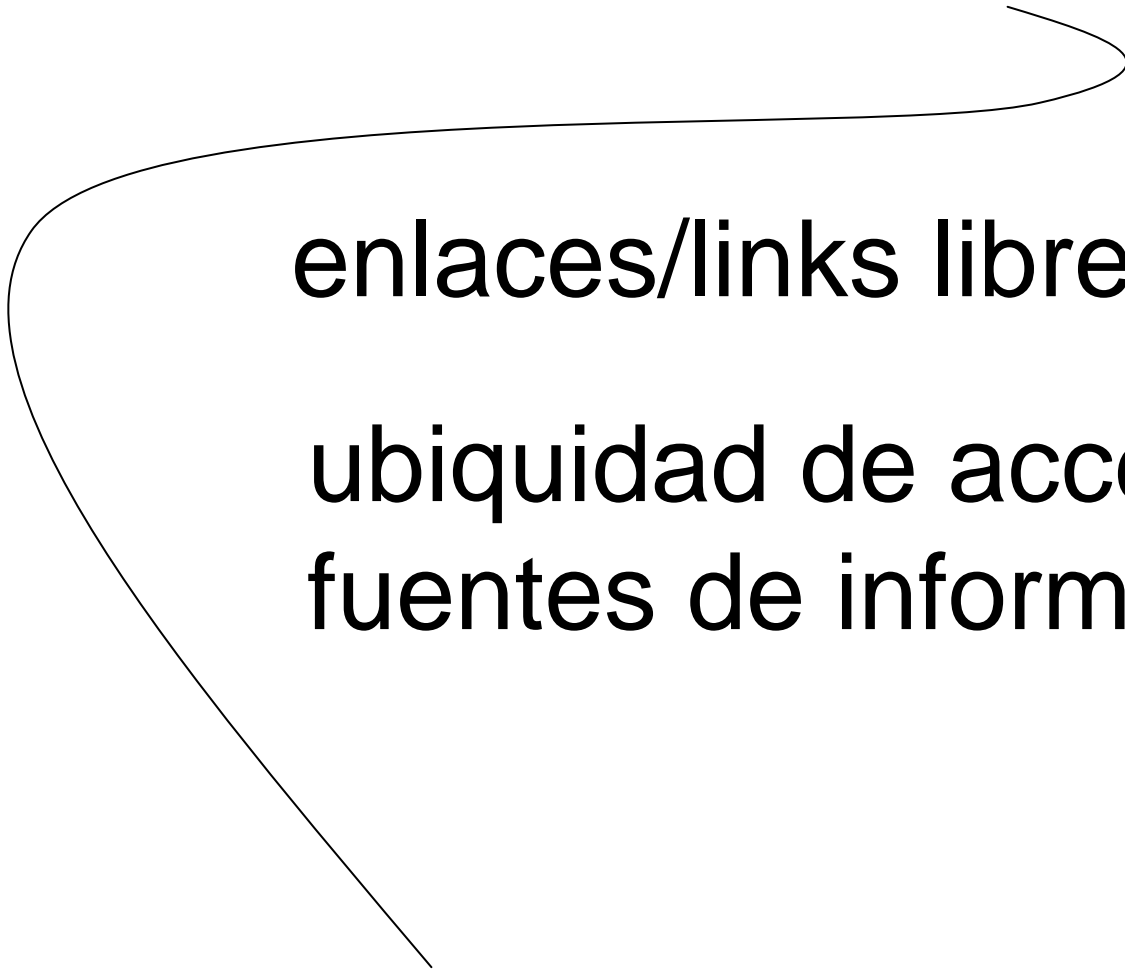 enlaces/links libre
ubiquidad de acce
fuentes de inform